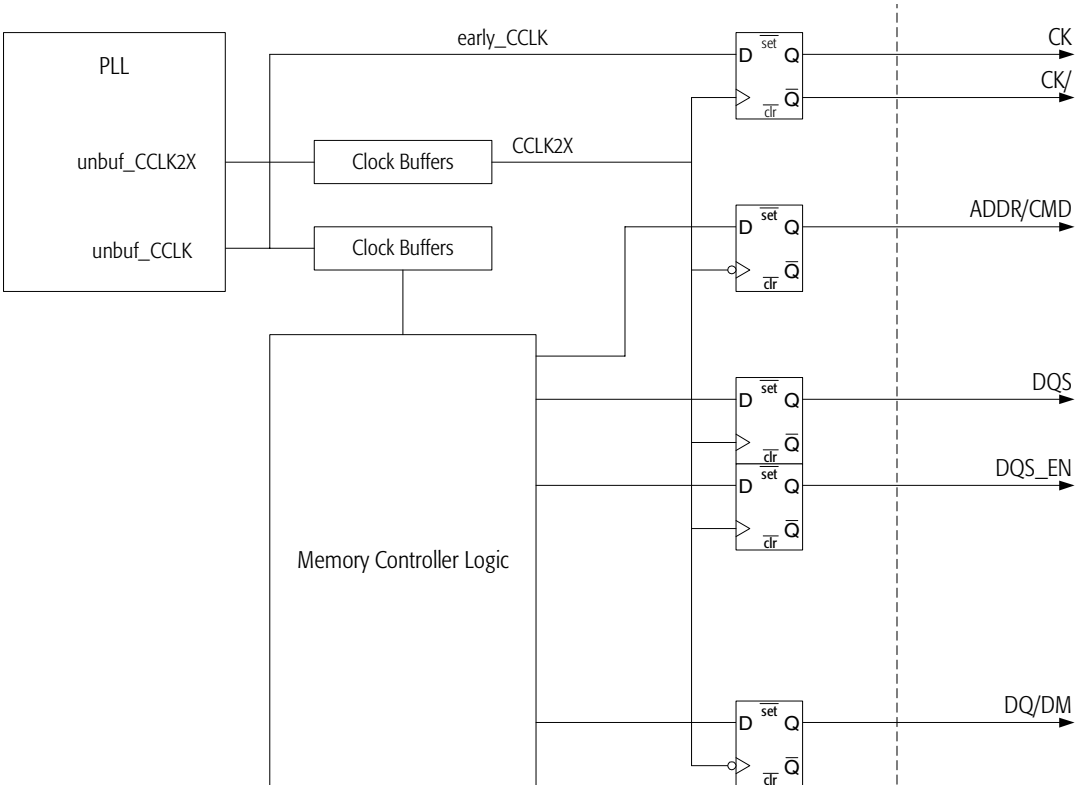 early_CCLK
CK
PLL
D set Q
CK/
clr Q
unbuf_CCLK2X
Clock Buffers
CCLK2X
ADDR/CMD
D set Q
unbuf_CCLK
Clock Buffers
clr Q
DQS
D set Q
clr Q
DQS_EN
D set Q
clr Q
Memory Controller Logic
DQ/DM
D set Q
clr Q